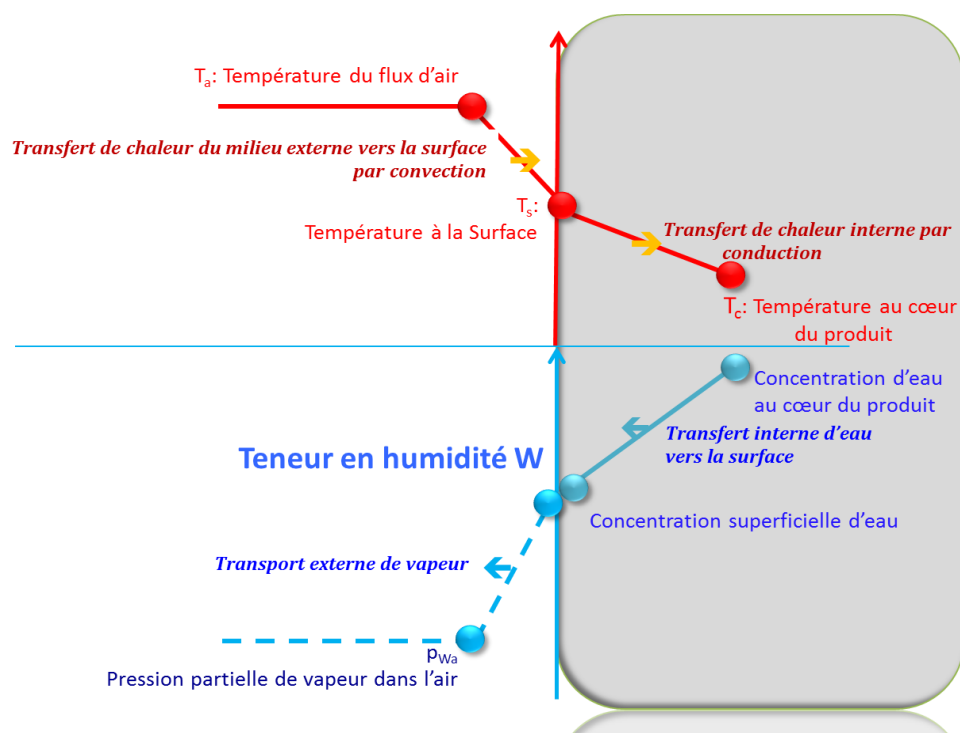 Ta: Température du flux d'air
Transfert de chaleur du milieu externe vers la surface
par convection
Ts:
Température à la Surface
Transfert de chaleur interne par
conduction
Tc: Température au cœur
du produit
Concentration d'eau
au cœur du produit
Transfert interne d'eau
vers la surface
Teneur en humidité W
Concentration superficielle d'eau
Transport externe de vapeur
pWa
Pression partielle de vapeur dans l'air